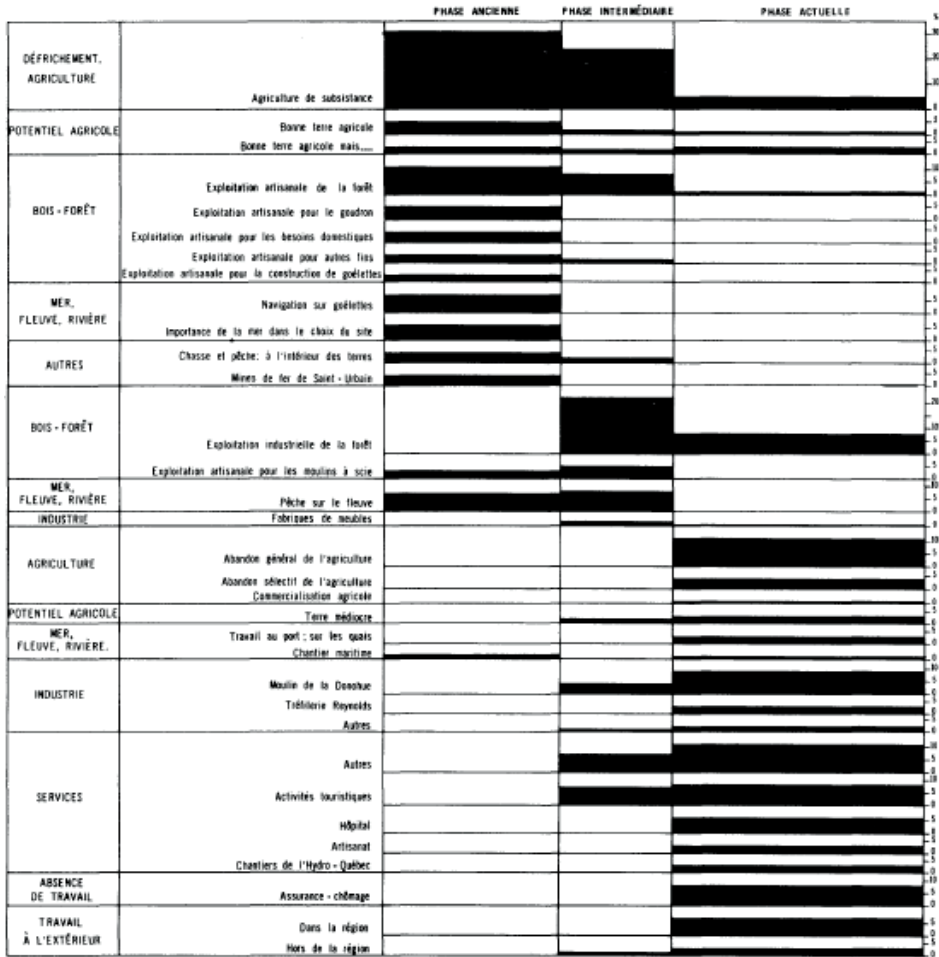 PHASE ANCIENNE PHASE INTERMÉDIAIRE PHASE ACTUELLE
%
DÉFRICHEMENT,
AGRICULTURE
Agriculture de subsistance
POTENTIEL AGRICOLE
Bonne terre agricole
Bonne terre agricole mais....
BOIS - FORÊT
Exploitation artisanale de la forêt
Exploitation artisanale pour le goudron
Exploitation artisanale pour les besoins domestiques
Exploitation artisanale pour autres fins
Exploitation artisanale pour la construction de goélettes
MER,
FLEUVE, RIVIÈRE
Navigation sur goélettes
Importance de la mer dans le choix du site
AUTRES
Chasse et pêche: à l'intérieur des terres
Mines de fer de Saint-Urbain
BOIS - FORÊT
Exploitation industrielle de la forêt
Exploitation artisanale pour les moulins à scie
MER,
FLEUVE, RIVIÈRE
Pêche sur le fleuve
INDUSTRIE
Fabriques de meubles
AGRICULTURE
Abandon général de l'agriculture
Abandon sélectif de l'agriculture
Commercialisation agricole
POTENTIEL AGRICOLE
Terre médiocre
MER,
FLEUVE, RIVIÈRE.
Travail au port; sur les quais
Chantier maritime
INDUSTRIE
Moulin de la Donohue
Tréfilerie Reynolds
Autres
SERVICES
Autres
Activités touristiques
Hôpital
Artisanat
Chantiers de l'Hydro-Québec
ABSENCE
DE TRAVAIL
Assurance - chômage
TRAVAIL
À L'EXTÉRIEUR
Dans la région
Hors de la région